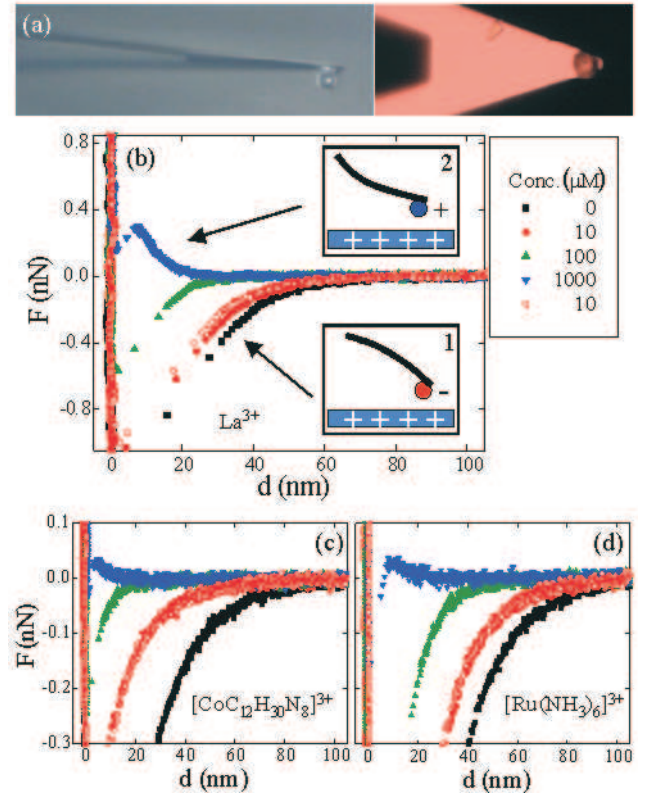 (a)
(b)
F (nN)
0.8
0.4
0.0
-0.4
-0.8
0 20 40 60 80 100
d (nm)
La³⁺
2
+
+ + + +
1
-
+ + + +
Conc. (μM)
0
10
100
1000
10
(c)
F (nN)
0.1
0.0
-0.1
-0.2
-0.3
0 20 40 60 80 100
d (nm)
[CoC₁₂H₃₀N₈]³⁺
(d)
0 20 40 60 80 100
d (nm)
[Ru(NH₃)₆]³⁺